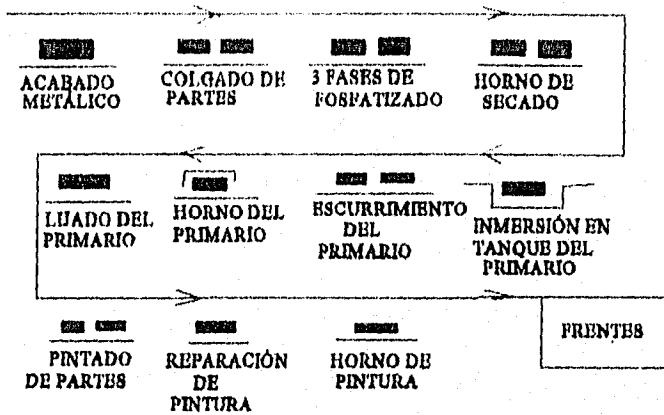 ACABADO
METÁLICO
COLGADO DE
PARTES
3 FASES DE
FOSFATIZADO
HORNO DE
SECADO
LIJADO DEL
PRIMARIO
HORNO DEL
PRIMARIO
ESCURRIMIENTO
DEL
PRIMARIO
INMERSIÓN EN
TANQUE DEL
PRIMARIO
PINTADO
DE PARTES
REPARACIÓN
DE
PINTURA
HORNO DE
PINTURA
FRENTES